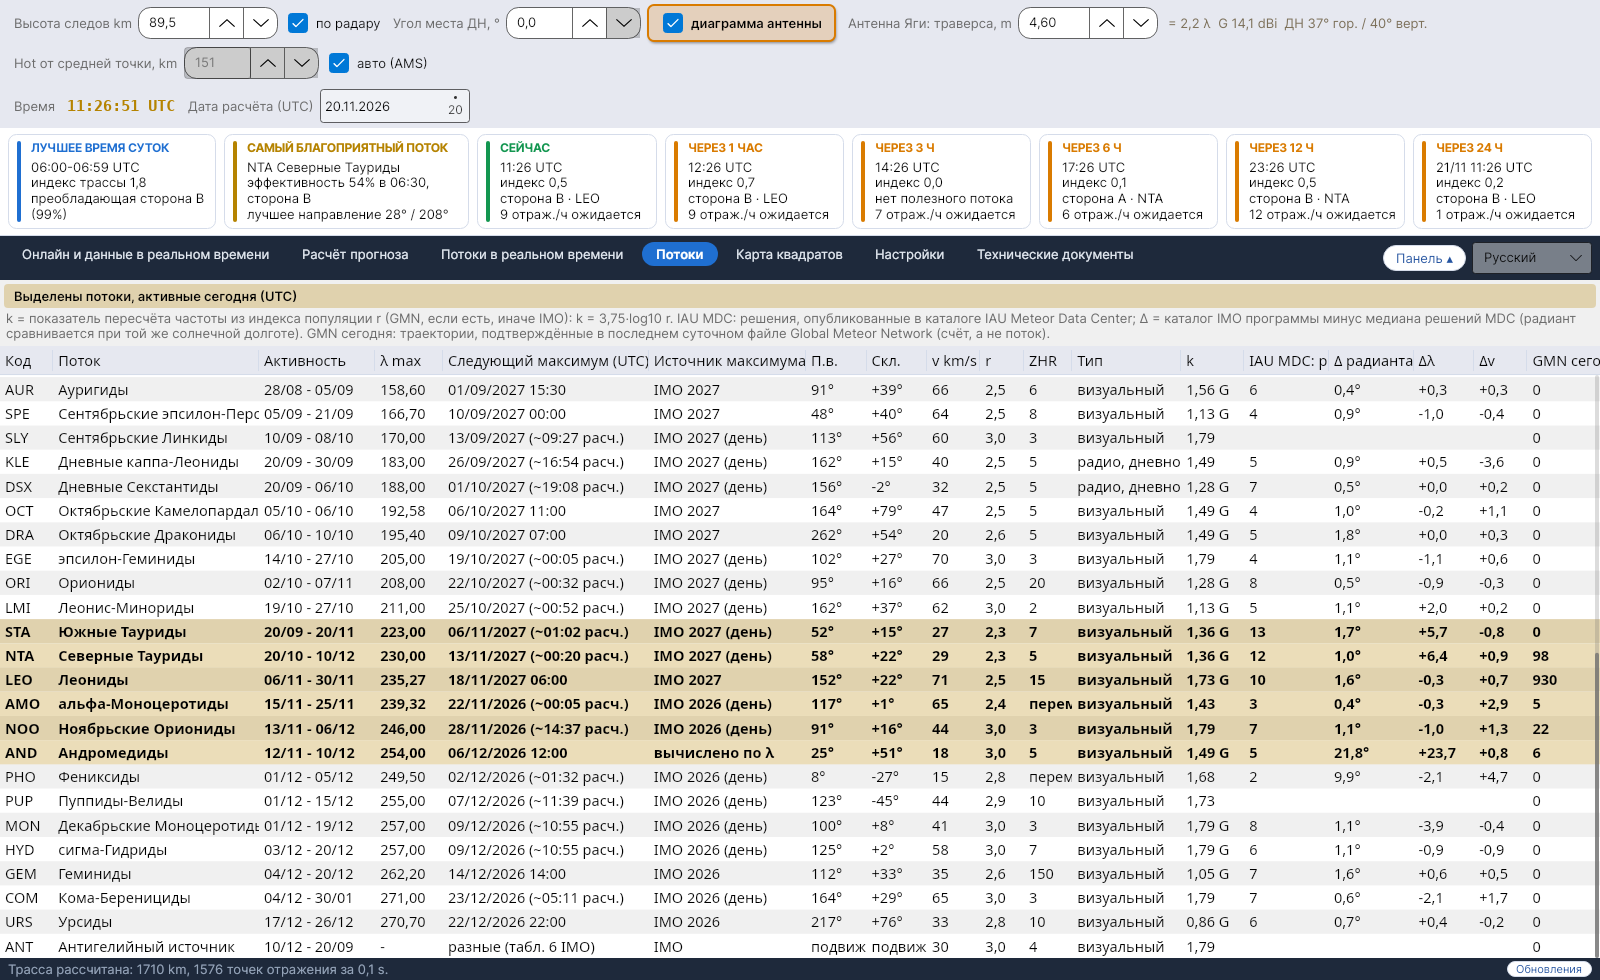 Высота следов km 89,5 по радару Угол места ДН, ° 0,0 диаграмма антенны Антенна Яги: траверса, m 4,60 = 2,2 λ G 14,1 dBi ДН 37° гор. / 40° верт.
Hot от средней точки, km 151 авто (AMS)
Время 11:26:51 UTC Дата расчёта (UTC) 20.11.2026 20
ЛУЧШЕЕ ВРЕМЯ СУТОК
06:00-06:59 UTC
индекс трассы 1,8
преобладающая сторона B
(99%)
САМЫЙ БЛАГОПРИЯТНЫЙ ПОТОК
NTA Северные Тауриды
эффективность 54% в 06:30,
сторона B
лучшее направление 28° / 208°
СЕЙЧАС
11:26 UTC
индекс 0,5
сторона B · LEO
9 отраж./ч ожидается
ЧЕРЕЗ 1 ЧАС
12:26 UTC
индекс 0,7
сторона B · LEO
9 отраж./ч ожидается
ЧЕРЕЗ 3 Ч
14:26 UTC
индекс 0,0
нет полезного потока
7 отраж./ч ожидается
ЧЕРЕЗ 6 Ч
17:26 UTC
индекс 0,1
сторона A · NTA
6 отраж./ч ожидается
ЧЕРЕЗ 12 Ч
23:26 UTC
индекс 0,5
сторона B · NTA
12 отраж./ч ожидается
ЧЕРЕЗ 24 Ч
21/11 11:26 UTC
индекс 0,2
сторона B · LEO
1 отраж./ч ожидается
Онлайн и данные в реальном времени Расчёт прогноза Потоки в реальном времени Потоки Карта квадратов Настройки Технические документы Панель ▴ Русский
Выделены потоки, активные сегодня (UTC)
k = показатель пересчёта частоты из индекса популяции r (GMN, если есть, иначе IMO): k = 3,75·log10 r. IAU MDC: решения, опубликованные в каталоге IAU Meteor Data Center; Δ = каталог IMO программы минус медиана решений MDC (радиант
сравнивается при той же солнечной долготе). GMN сегодня: траектории, подтверждённые в последнем суточном файле Global Meteor Network (счёт, а не поток).
Код Поток Активность λ max Следующий максимум (UTC) Источник максимума П.в. Скл. v km/s r ZHR Тип k IAU MDC: р Δ радианта Δλ Δv GMN сего
AUR Ауригиды 28/08 - 05/09 158,60 01/09/2027 15:30 IMO 2027 91° +39° 66 2,5 6 визуальный 1,56 G 6 0,4° +0,3 +0,3 0
SPE Сентябрьские эпсилон-Перс 05/09 - 21/09 166,70 10/09/2027 00:00 IMO 2027 48° +40° 64 2,5 8 визуальный 1,13 G 4 0,9° -1,0 -0,4 0
SLY Сентябрьские Линкиды 10/09 - 08/10 170,00 13/09/2027 (~09:27 расч.) IMO 2027 (день) 113° +56° 60 3,0 3 визуальный 1,79 0
KLE Дневные каппа-Леониды 20/09 - 30/09 183,00 26/09/2027 (~16:54 расч.) IMO 2027 (день) 162° +15° 40 2,5 5 радио, дневно 1,49 5 0,9° +0,5 -3,6 0
DSX Дневные Секстантиды 20/09 - 06/10 188,00 01/10/2027 (~19:08 расч.) IMO 2027 (день) 156° -2° 32 2,5 5 радио, дневно 1,28 G 7 0,5° +0,0 +0,2 0
OCT Октябрьские Камелопардал 05/10 - 06/10 192,58 06/10/2027 11:00 IMO 2027 164° +79° 47 2,5 5 визуальный 1,49 G 4 1,0° -0,2 +1,1 0
DRA Октябрьские Дракониды 06/10 - 10/10 195,40 09/10/2027 07:00 IMO 2027 262° +54° 20 2,6 5 визуальный 1,49 G 5 1,8° +0,0 +0,3 0
EGE эпсилон-Геминиды 14/10 - 27/10 205,00 19/10/2027 (~00:05 расч.) IMO 2027 (день) 102° +27° 70 3,0 3 визуальный 1,79 4 1,1° -1,1 +0,6 0
ORI Ориониды 02/10 - 07/11 208,00 22/10/2027 (~00:32 расч.) IMO 2027 (день) 95° +16° 66 2,5 20 визуальный 1,28 G 8 0,5° -0,9 -0,3 0
LMI Леонис-Минориды 19/10 - 27/10 211,00 25/10/2027 (~00:52 расч.) IMO 2027 (день) 162° +37° 62 3,0 2 визуальный 1,13 G 5 1,1° +2,0 +0,2 0
STA Южные Тауриды 20/09 - 20/11 223,00 06/11/2027 (~01:02 расч.) IMO 2027 (день) 52° +15° 27 2,3 7 визуальный 1,36 G 13 1,7° +5,7 -0,8 0
NTA Северные Тауриды 20/10 - 10/12 230,00 13/11/2027 (~00:20 расч.) IMO 2027 (день) 58° +22° 29 2,3 5 визуальный 1,36 G 12 1,0° +6,4 +0,9 98
LEO Леониды 06/11 - 30/11 235,27 18/11/2027 06:00 IMO 2027 152° +22° 71 2,5 15 визуальный 1,73 G 10 1,6° -0,3 +0,7 930
AMO альфа-Моноцеротиды 15/11 - 25/11 239,32 22/11/2026 (~00:05 расч.) IMO 2026 (день) 117° +1° 65 2,4 перем визуальный 1,43 3 0,4° -0,3 +2,9 5
NOO Ноябрьские Ориониды 13/11 - 06/12 246,00 28/11/2026 (~14:37 расч.) IMO 2026 (день) 91° +16° 44 3,0 3 визуальный 1,79 7 1,1° -1,0 +1,3 22
AND Андромедиды 12/11 - 10/12 254,00 06/12/2026 12:00 вычислено по λ 25° +51° 18 3,0 5 визуальный 1,49 G 5 21,8° +23,7 +0,8 6
PHO Фениксиды 01/12 - 05/12 249,50 02/12/2026 (~01:32 расч.) IMO 2026 (день) 8° -27° 15 2,8 перем визуальный 1,68 2 9,9° -2,1 +4,7 0
PUP Пуппиды-Велиды 01/12 - 15/12 255,00 07/12/2026 (~11:39 расч.) IMO 2026 (день) 123° -45° 44 2,9 10 визуальный 1,73 0
MON Декабрьские Моноцеротиды 01/12 - 19/12 257,00 09/12/2026 (~10:55 расч.) IMO 2026 (день) 100° +8° 41 3,0 3 визуальный 1,79 G 8 1,1° -3,9 -0,4 0
HYD сигма-Гидриды 03/12 - 20/12 257,00 09/12/2026 (~10:55 расч.) IMO 2026 (день) 125° +2° 58 3,0 7 визуальный 1,79 G 6 1,1° -0,9 -0,9 0
GEM Геминиды 04/12 - 20/12 262,20 14/12/2026 14:00 IMO 2026 112° +33° 35 2,6 150 визуальный 1,05 G 7 1,6° +0,6 +0,5 0
COM Кома-Беренициды 04/12 - 30/01 271,00 23/12/2026 (~05:11 расч.) IMO 2026 (день) 164° +29° 65 3,0 3 визуальный 1,79 7 0,6° -2,1 +1,7 0
URS Урсиды 17/12 - 26/12 270,70 22/12/2026 22:00 IMO 2026 217° +76° 33 2,8 10 визуальный 0,86 G 6 0,7° +0,4 -0,2 0
ANT Антигелийный источник 10/12 - 20/09 - разные (табл. 6 IMO) IMO подвиж подвиж 30 3,0 4 визуальный 1,79 0
Трасса рассчитана: 1710 km, 1576 точек отражения за 0,1 s. Обновления